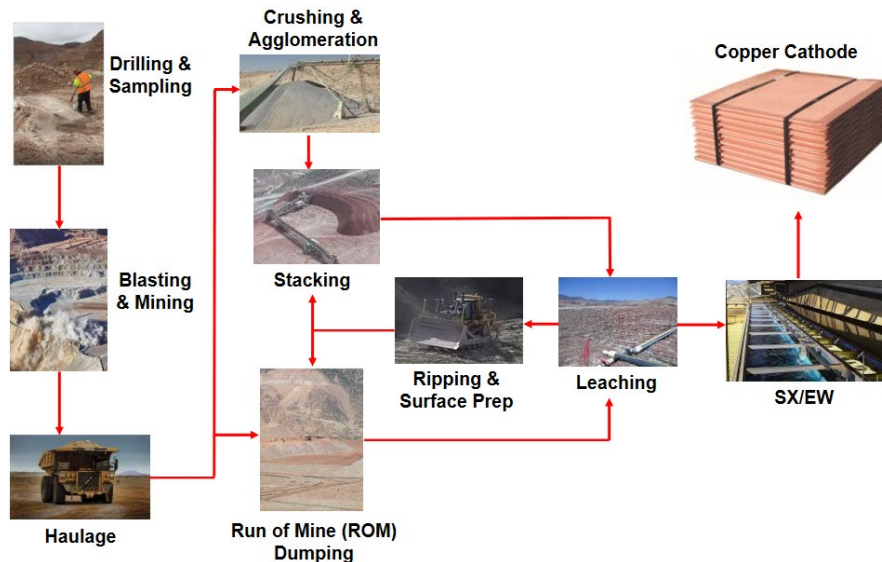 Drilling &
Sampling
Crushing &
Agglomeration
Copper Cathode
Blasting
& Mining
Stacking
Ripping &
Surface Prep
Leaching
SX/EW
Haulage
Run of Mine (ROM)
Dumping